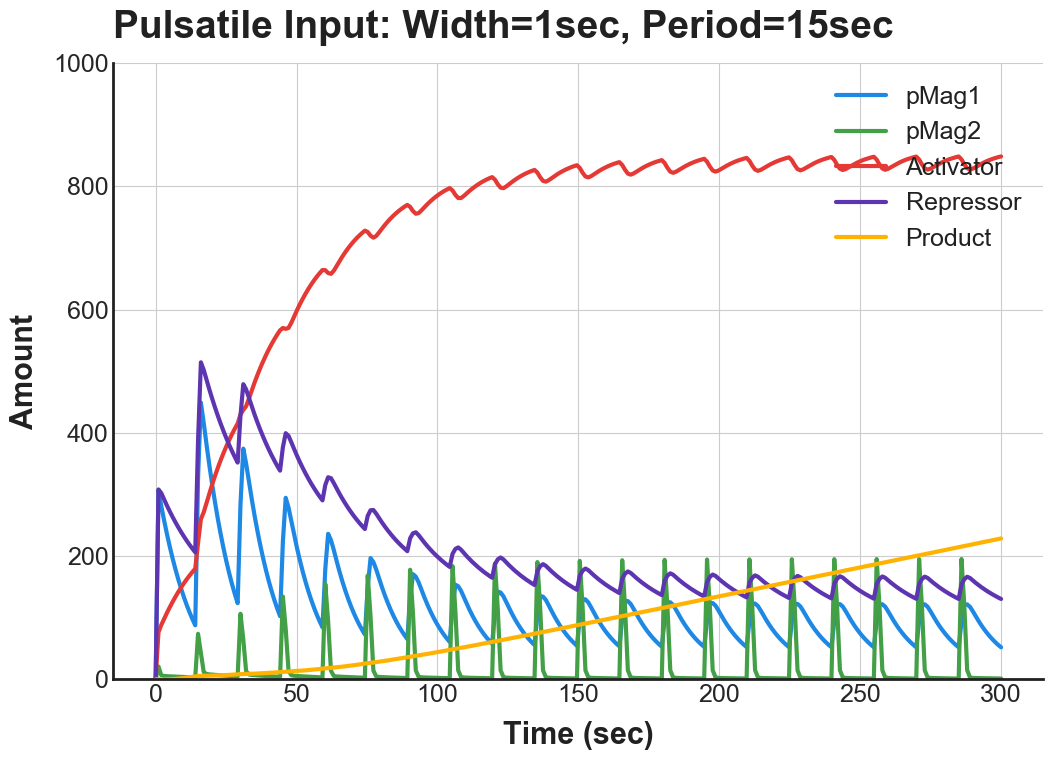 Pulsatile Input: Width=1sec, Period=15sec
1000
800
600
400
200
0
Amount
pMag1
pMag2
Activator
Repressor
Product
0 50 100 150 200 250 300
Time (sec)